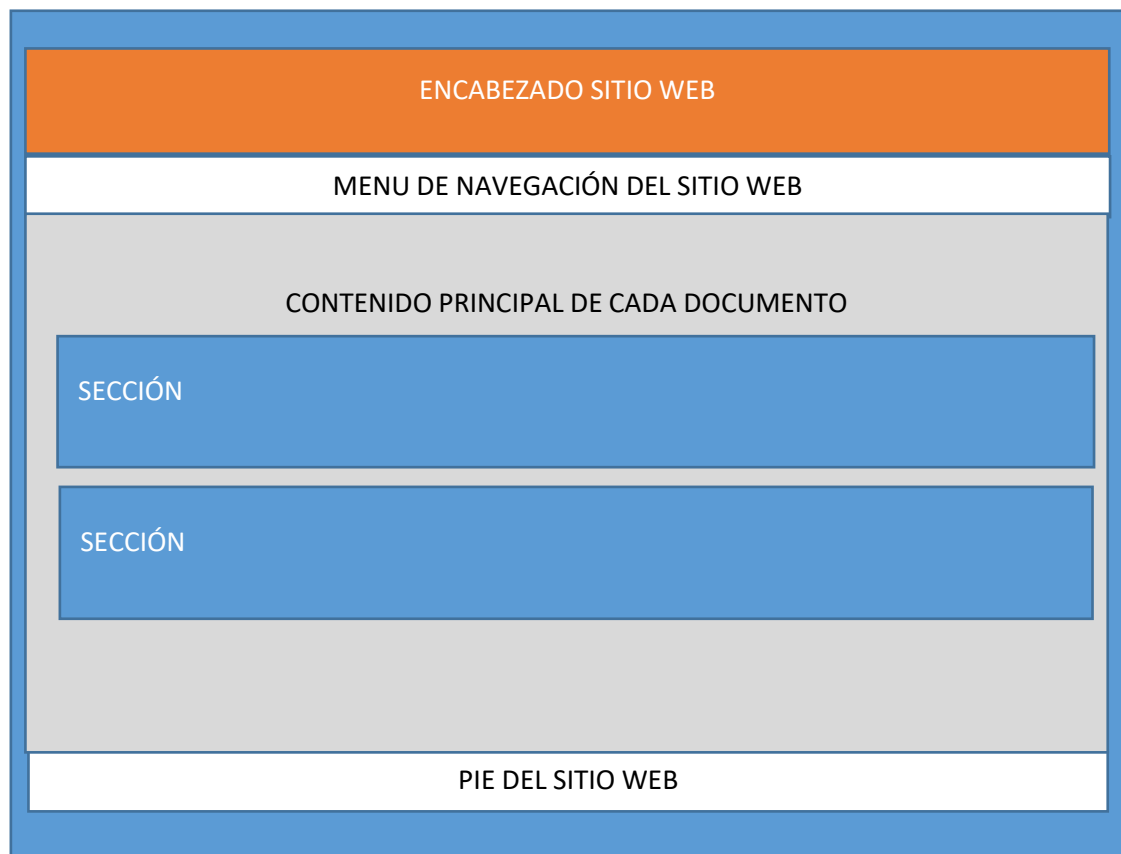 ENCABEZADO SITIO WEB
MENU DE NAVEGACIÓN DEL SITIO WEB
CONTENIDO PRINCIPAL DE CADA DOCUMENTO
SECCIÓN
SECCIÓN
PIE DEL SITIO WEB